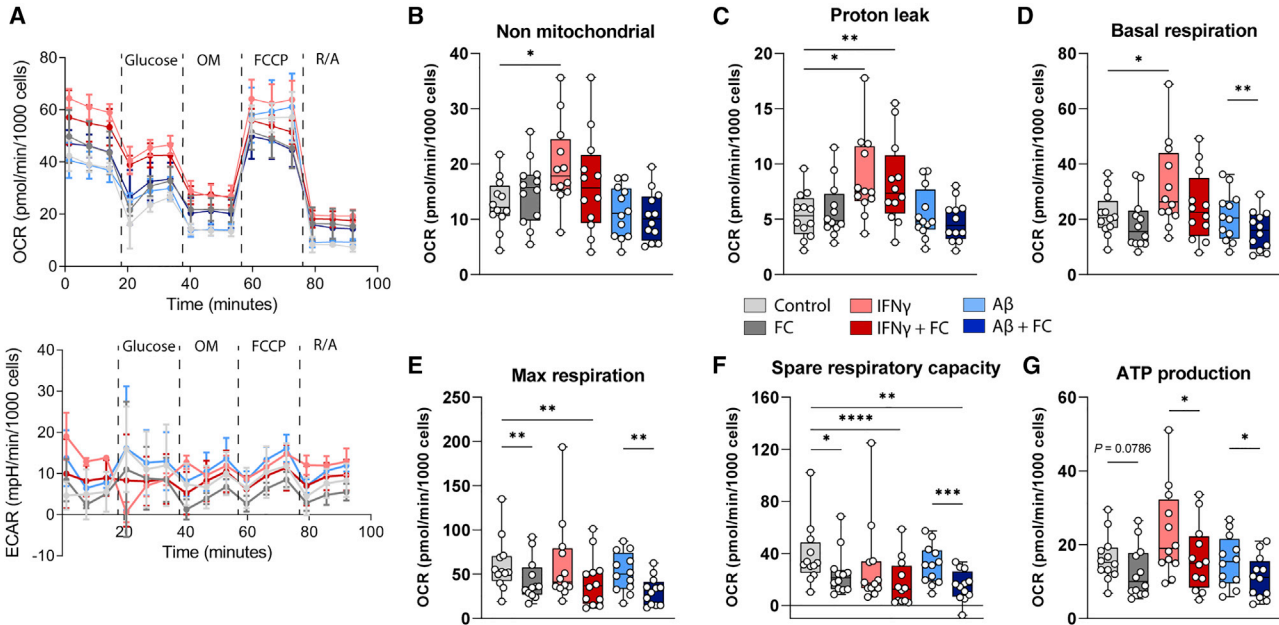 A
Glucose OM FCCP R/A
OCR (pmol/min/1000 cells)
80
60
40
20
0
0 20 40 60 80 100
Time (minutes)
Glucose OM FCCP R/A
ECAR (mpH/min/1000 cells)
40
30
20
10
0
-10
20 40 60 80 100
Time (minutes)
B
Non mitochondrial
OCR (pmol/min/1000 cells)
40
30
20
10
0
*
C
Proton leak
OCR (pmol/min/1000 cells)
20
15
10
5
0
**
*
D
Basal respiration
OCR (pmol/min/1000 cells)
80
60
40
20
0
*
**
Control IFNγ Aβ
FC IFNγ + FC Aβ + FC
E
Max respiration
OCR (pmol/min/1000 cells)
250
200
150
100
50
0
**
**
**
F
Spare respiratory capacity
OCR (pmol/min/1000 cells)
160
120
80
40
0
**
****
*
***
G
ATP production
OCR (pmol/min/1000 cells)
60
40
20
0
*
P = 0.0786
*